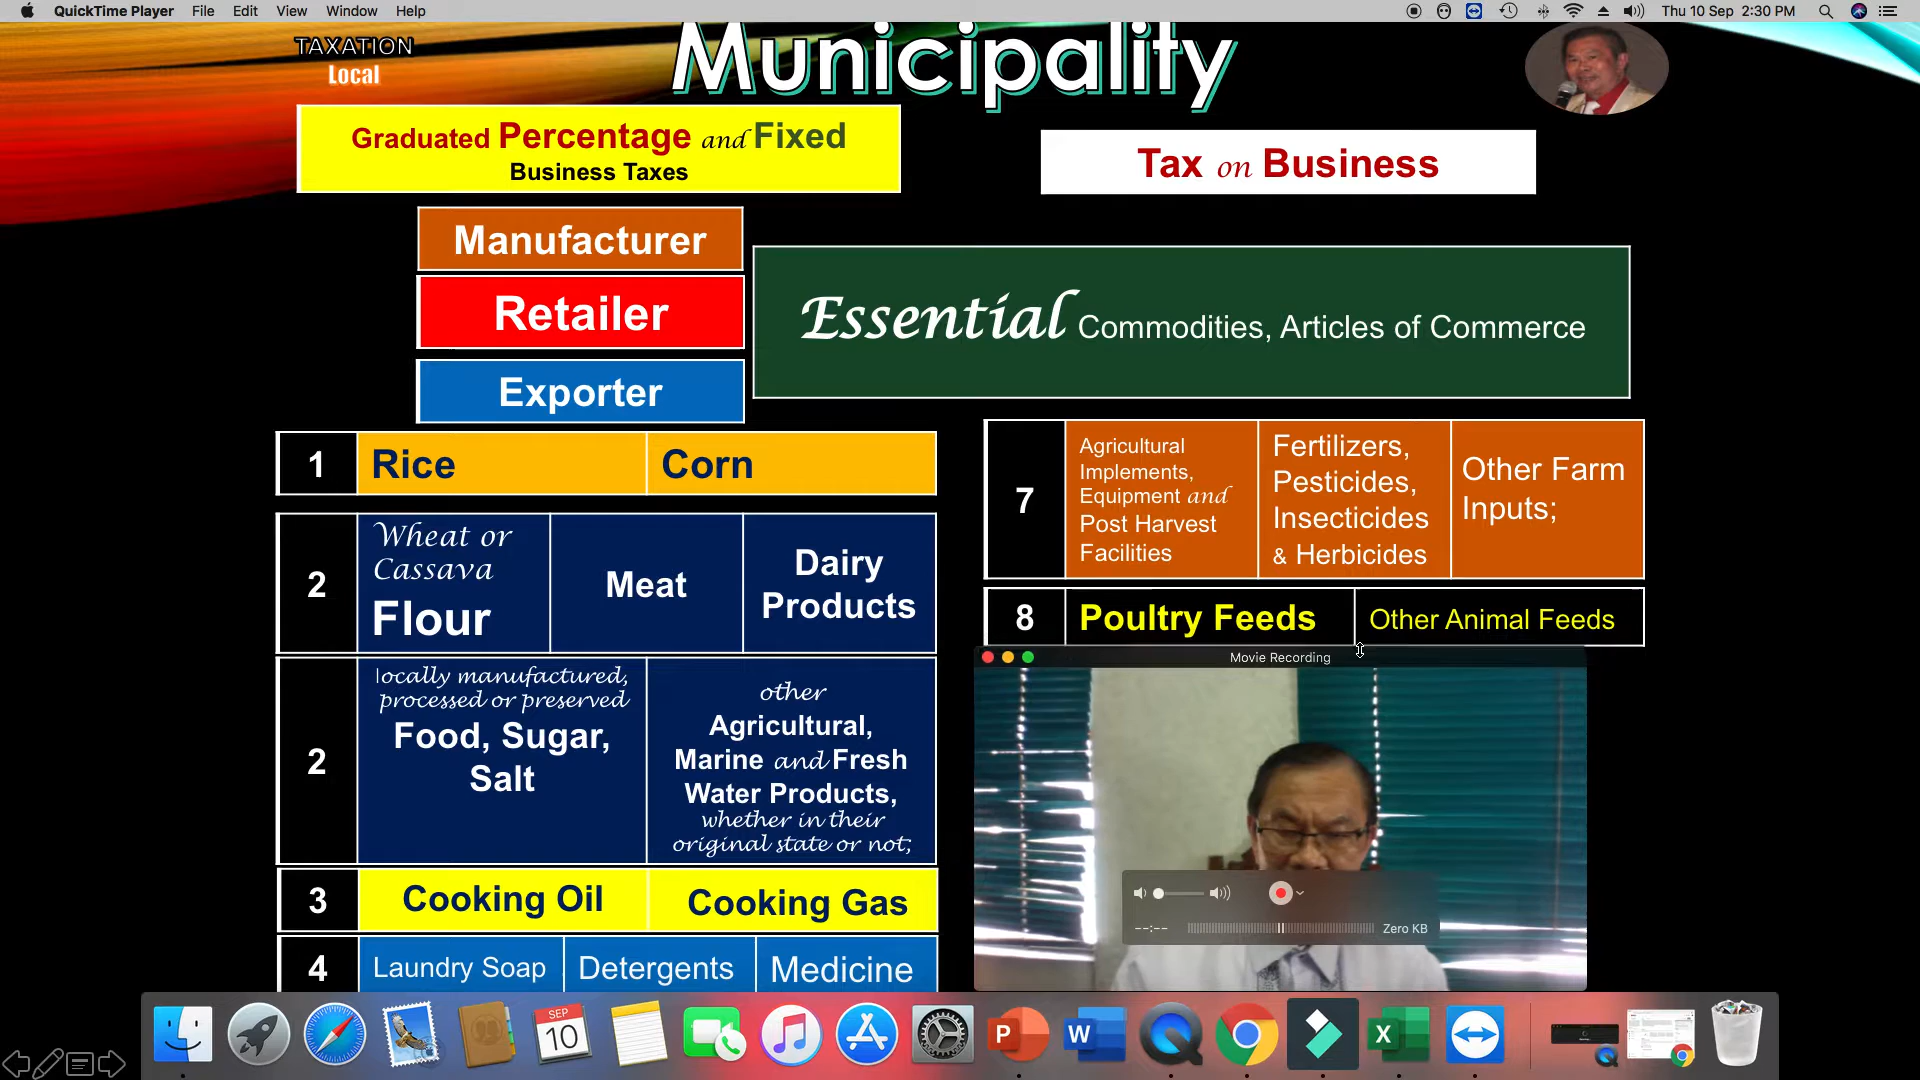 QuickTime Player File Edit View Window Help Thu 10 Sep 2:30 PM
TAXATION
Local
Municipality
Graduated Percentage and Fixed
Business Taxes
Tax on Business
Manufacturer
Retailer
Exporter
Essential Commodities, Articles of Commerce
1 Rice Corn
2
Wheat or
Cassava
Flour
Meat
Dairy
Products
2
locally manufactured,
processed or preserved
Food, Sugar,
Salt
other
Agricultural,
Marine and Fresh
Water Products,
whether in their
original state or not;
3 Cooking Oil Cooking Gas
4 Laundry Soap Detergents Medicine
7
Agricultural
Implements,
Equipment and
Post Harvest
Facilities
Fertilizers,
Pesticides,
Insecticides
& Herbicides
Other Farm
Inputs;
8 Poultry Feeds Other Animal Feeds
Movie Recording
--:-- Zero KB
SEP
10
P
W
X